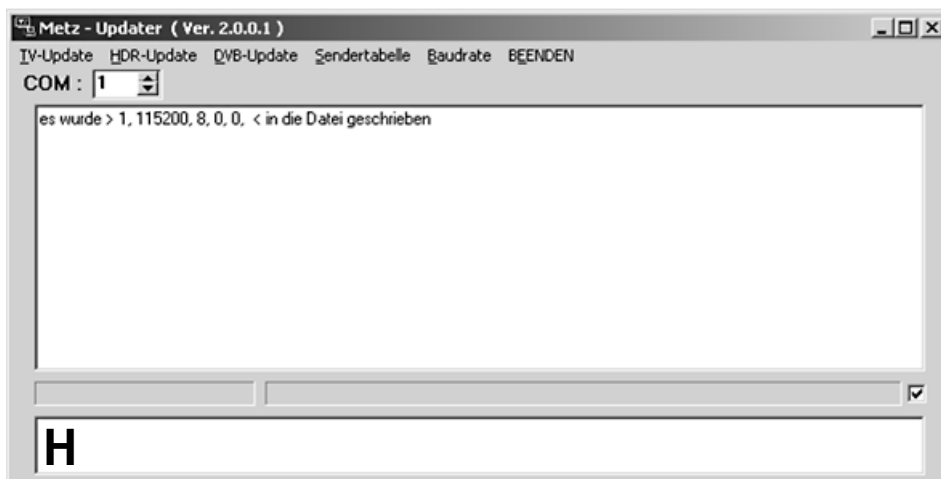 Metz - Updater ( Ver. 2.0.0.1 )
TV-Update HDR-Update DVB-Update Sendertabelle Baudrate BEENDEN
COM : 1
es wurde > 1, 115200, 8, 0, 0, < in die Datei geschrieben
H